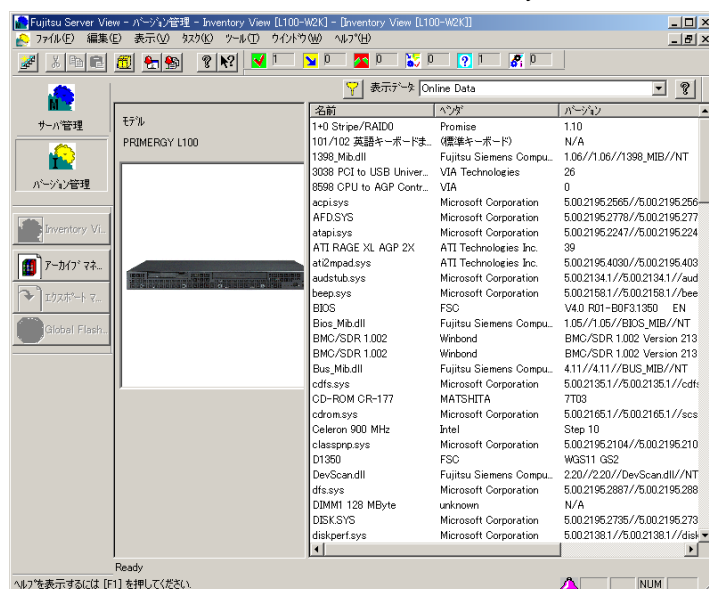 Fujitsu Server View - バージョン管理 - Inventory View [L100-W2K] - [Inventory View [L100-W2K]]
ファイル(F) 編集(E) 表示(V) タスク(K) ツール(T) ウインドウ(W) ヘルプ(H)
1 0 0 0 1 0
表示データ Online Data
サーバ管理
バージョン管理
Inventory Vi...
アーカイブ マネ...
エクスポート マ...
Global Flash...
モデル
PRIMERGY L100
名前 ベンダ バージョン
1+0 Stripe/RAID0 Promise 1.10
101/102 英語キーボードま... (標準キーボード) N/A
1398_Mib.dll Fujitsu Siemens Compu... 1.06//1.06//1398_MIB//NT
3038 PCI to USB Univer... VIA Technologies 26
8598 CPU to AGP Contr... VIA 0
acpi.sys Microsoft Corporation 5.00.2195.2565//5.00.2195.256
AFD.SYS Microsoft Corporation 5.00.2195.2778//5.00.2195.277
atapi.sys Microsoft Corporation 5.00.2195.2247//5.00.2195.224
ATI RAGE XL AGP 2X ATI Technologies Inc. 39
ati2mpad.sys ATI Technologies Inc. 5.00.2195.4030//5.00.2195.403
audstub.sys Microsoft Corporation 5.00.2134.1//5.00.2134.1//aud
beep.sys Microsoft Corporation 5.00.2158.1//5.00.2158.1//bee
BIOS FSC V4.0 R01-B0F3.1350 EN
Bios_Mib.dll Fujitsu Siemens Compu... 1.05//1.05//BIOS_MIB//NT
BMC/SDR 1.002 Winbond BMC/SDR 1.002 Version 213
BMC/SDR 1.002 Winbond BMC/SDR 1.002 Version 213
Bus_Mib.dll Fujitsu Siemens Compu... 4.11//4.11//BUS_MIB//NT
cdfs.sys Microsoft Corporation 5.00.2135.1//5.00.2135.1//cdfs
CD-ROM CR-177 MATSHITA 7T03
cdrom.sys Microsoft Corporation 5.00.2165.1//5.00.2165.1//scs
Celeron 900 MHz Intel Step 10
classpnp.sys Microsoft Corporation 5.00.2195.2104//5.00.2195.210
D1350 FSC WGS11 GS2
DevScan.dll Fujitsu Siemens Compu... 2.20//2.20//DevScan.dll//NT
dfs.sys Microsoft Corporation 5.00.2195.2887//5.00.2195.288
DIMM1 128 MByte unknown N/A
DISK.SYS Microsoft Corporation 5.00.2195.2735//5.00.2195.273
diskperf.sys Microsoft Corporation 5.00.2138.1//5.00.2138.1//disk
Ready
ヘルプを表示するには [F1] を押してください. NUM